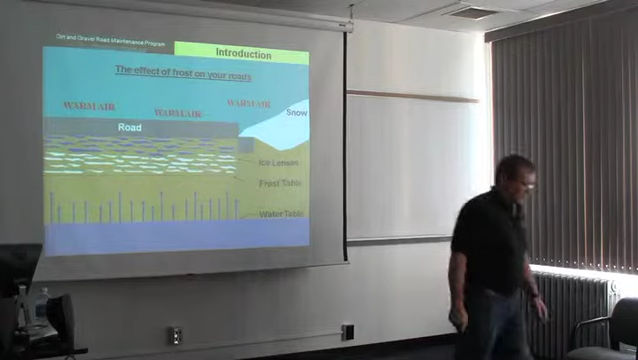 Dirt and Gravel Road Maintenance Program
Introduction
The effect of frost on your roads
WARM AIR
WARM AIR
WARM AIR
Snow
Road
Ice Lenses
Frost Table
Water Table